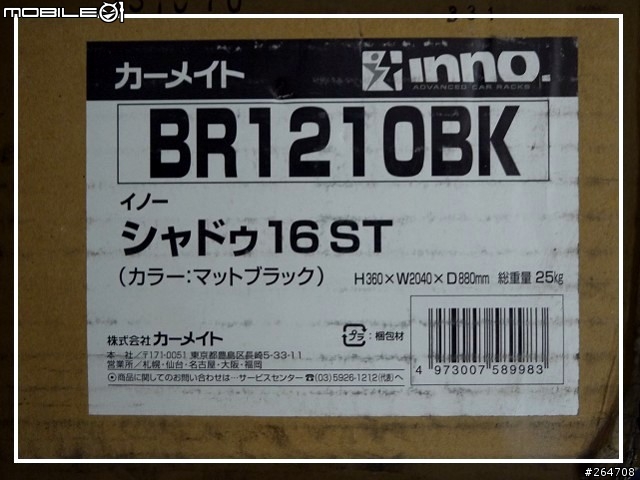 MOBILE01
カーメイト
INNO.
ADVANCED CAR RACKS
BR1210BK
イノー
シャドゥ16 ST
(カラー:マットブラック) H360×W2040×D880mm 総重量 25kg
株式会社 カーメイト
プラ :梱包材
本 社/〒171-0051 東京都豊島区長崎5-33-11
営業所/札幌・仙台・名古屋・大阪・福岡
◎商品に関してのお問い合わせは…サービスセンター ☎(03)5926-1212(代表)へ
4 973007 589983
#264708